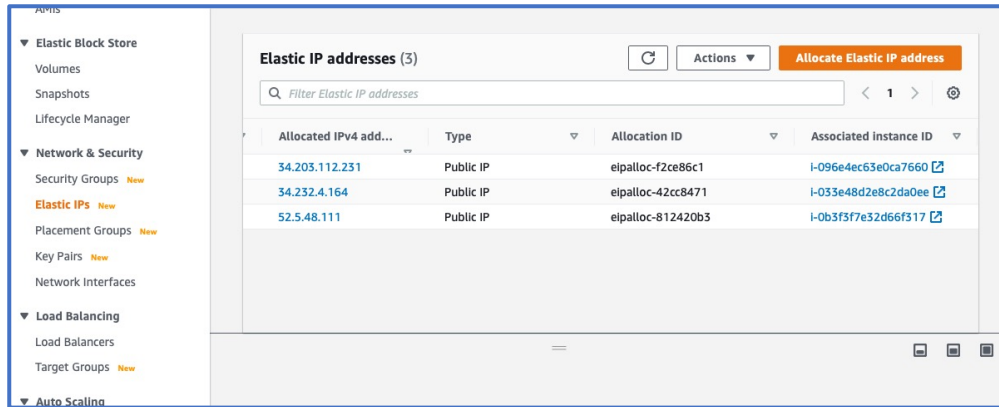 AMIs
Elastic Block Store
Volumes
Snapshots
Lifecycle Manager
Network & Security
Security Groups New
Elastic IPs New
Placement Groups New
Key Pairs New
Network Interfaces
Load Balancing
Load Balancers
Target Groups New
Auto Scaling
Elastic IP addresses (3)
Actions
Allocate Elastic IP address
Filter Elastic IP addresses
1
Allocated IPv4 add... Type Allocation ID Associated instance ID
34.203.112.231 Public IP eipalloc-f2ce86c1 i-096e4ec63e0ca7660
34.232.4.164 Public IP eipalloc-42cc8471 i-033e48d2e8c2da0ee
52.5.48.111 Public IP eipalloc-812420b3 i-0b3f3f7e32d66f317